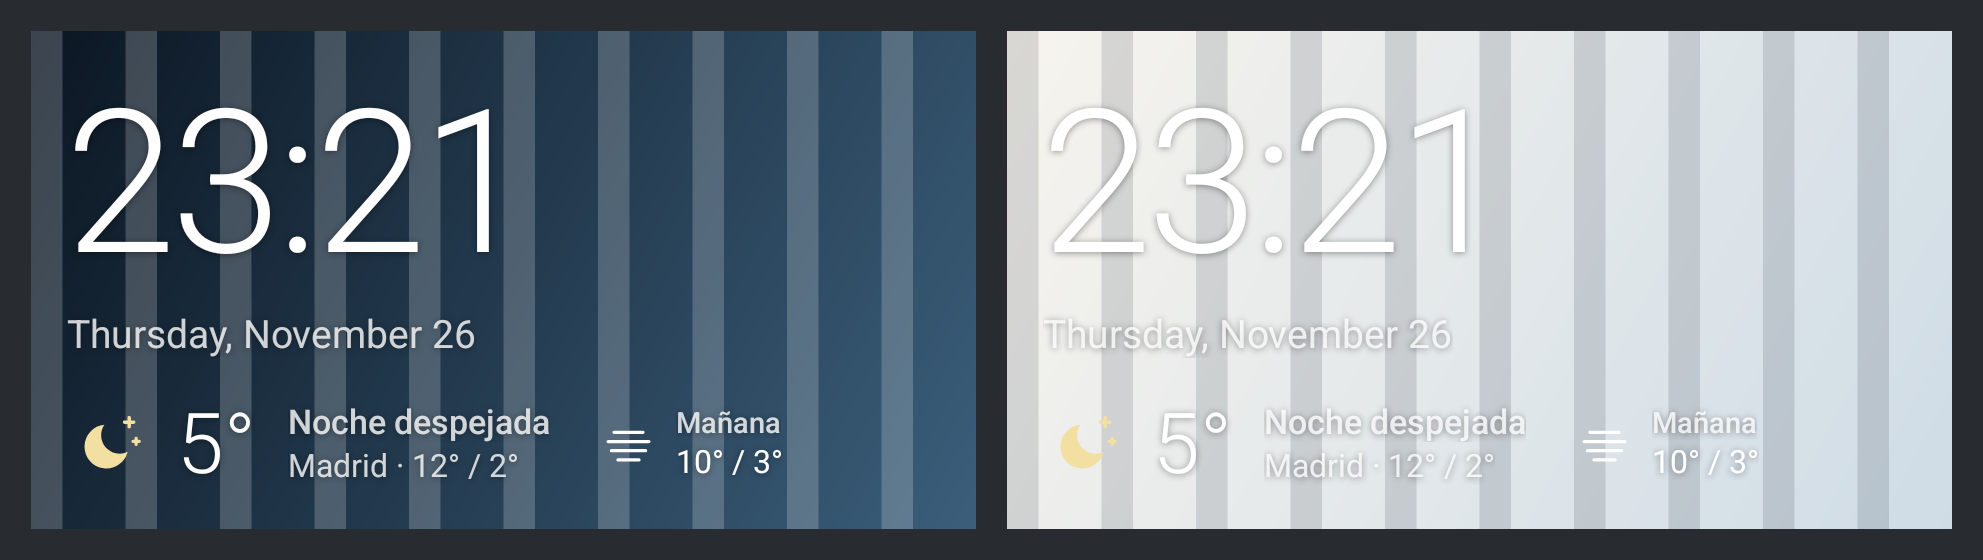 23:21
Thursday, November 26
5°
Noche despejada
Madrid · 12° / 2°
Mañana
10° / 3°
23:21
Thursday, November 26
5°
Noche despejada
Madrid · 12° / 2°
Mañana
10° / 3°